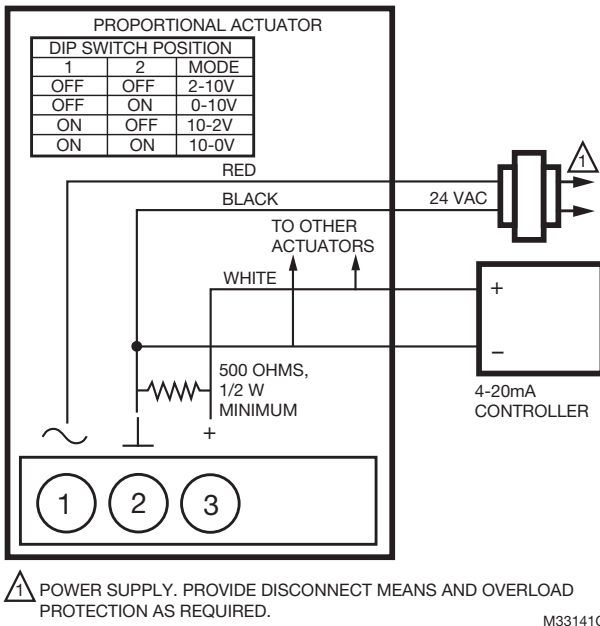 PROPORTIONAL ACTUATOR
DIP SWITCH POSITION
1 2 MODE
OFF OFF 2-10V
OFF ON 0-10V
ON OFF 10-2V
ON ON 10-0V
RED
1
BLACK 24 VAC
TO OTHER
ACTUATORS
WHITE
+
−
500 OHMS,
1/2 W
MINIMUM
+
4-20mA
CONTROLLER
1 2 3
1 POWER SUPPLY. PROVIDE DISCONNECT MEANS AND OVERLOAD
PROTECTION AS REQUIRED.